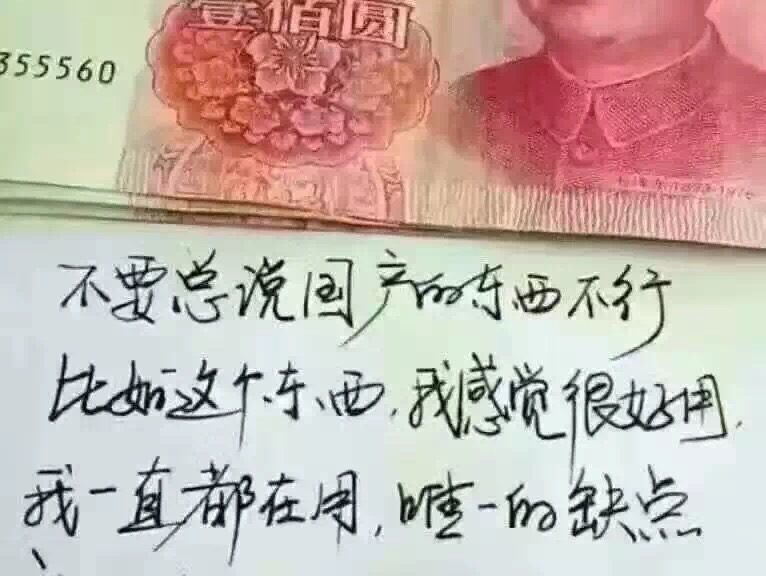 壹佰圆
355560
不要总说国产的东西不行
比如这个东西,我感觉很好用,
我一直都在用,唯一的缺点